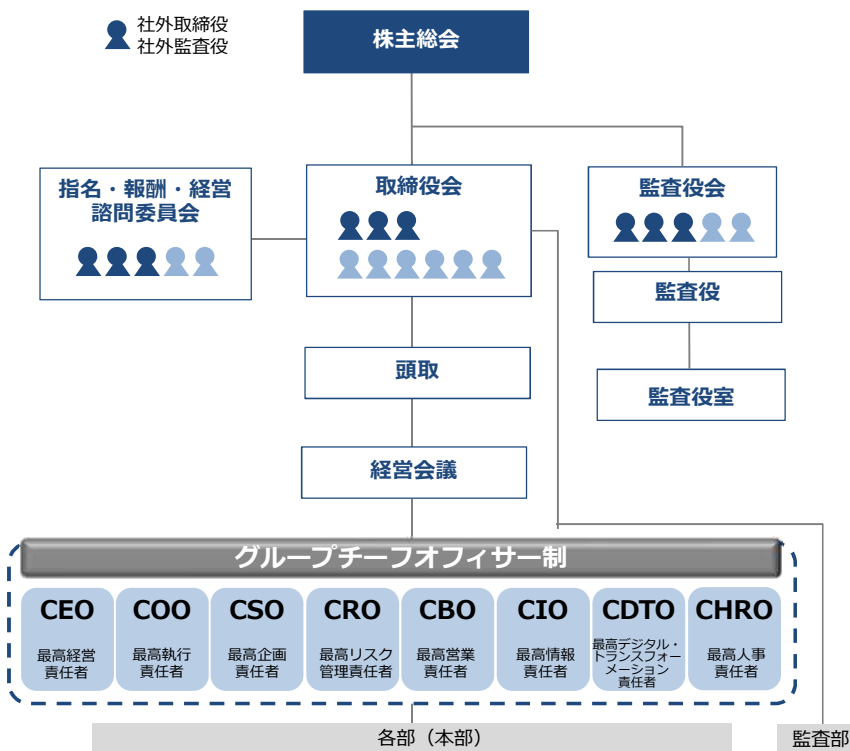 社外取締役
社外監査役
株主総会
指名・報酬・経営
諮問委員会
取締役会
監査役会
監査役
頭取
監査役室
経営会議
グループチーフオフィサー制
CEO
最高経営
責任者
COO
最高執行
責任者
CSO
最高企画
責任者
CRO
最高リスク
管理責任者
CBO
最高営業
責任者
CIO
最高情報
責任者
CDTO
最高デジタル・
トランスフォー
メーション
責任者
CHRO
最高人事
責任者
各部（本部）
監査部